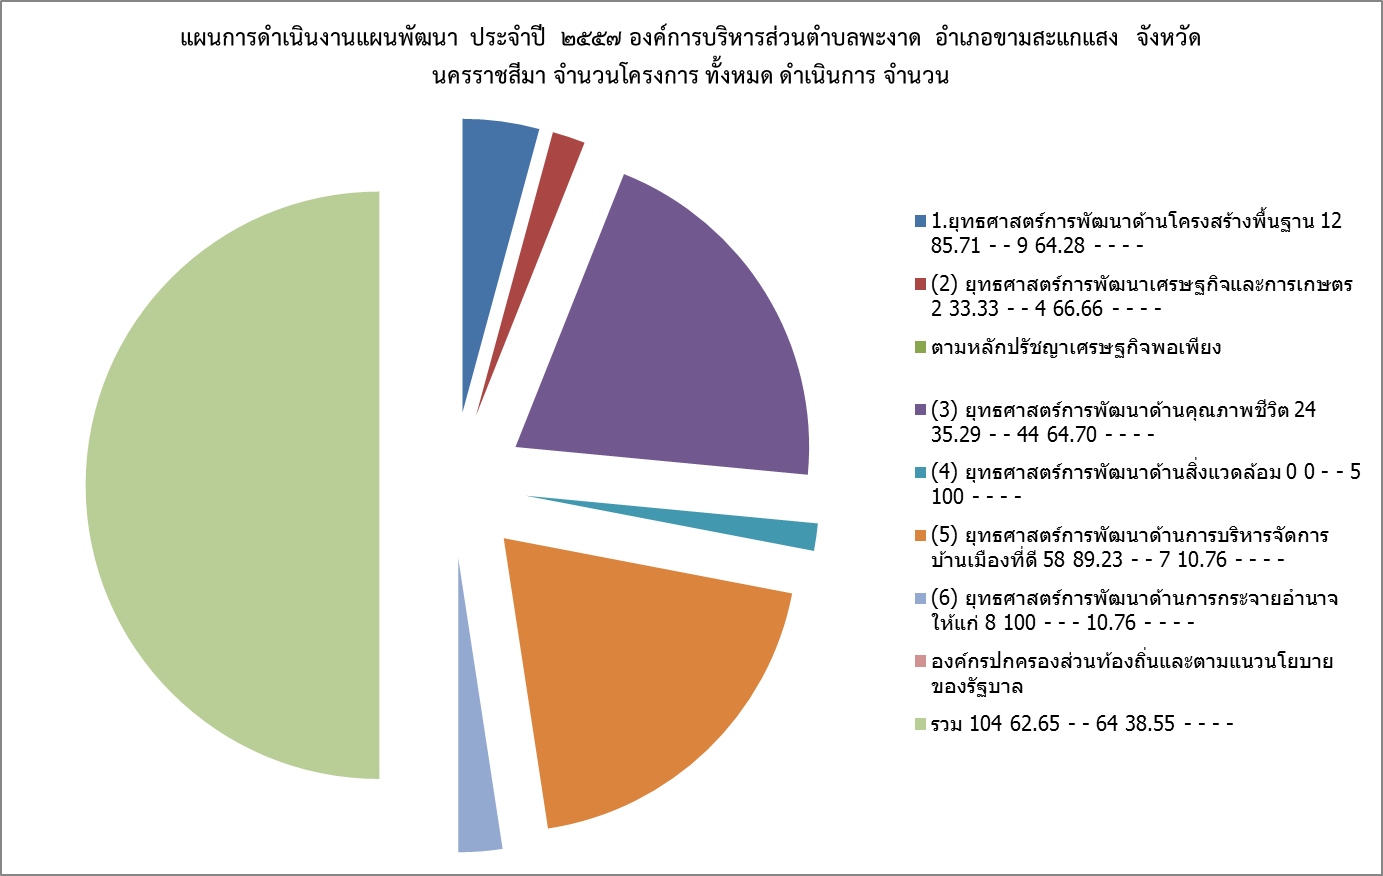 แผนการดำเนินงานแผนพัฒนา ประจำปี ๒๕๕๗ องค์การบริหารส่วนตำบลพะงาด อำเภอขามสะแกแสง จังหวัด
นครราชสีมา จำนวนโครงการ ทั้งหมด ดำเนินการ จำนวน
1.ยุทธศาสตร์การพัฒนาด้านโครงสร้างพื้นฐาน 12
85.71 - - 9 64.28 - - - -
(2) ยุทธศาสตร์การพัฒนาเศรษฐกิจและการเกษตร
2 33.33 - - 4 66.66 - - - -
ตามหลักปรัชญาเศรษฐกิจพอเพียง
(3) ยุทธศาสตร์การพัฒนาด้านคุณภาพชีวิต 24
35.29 - - 44 64.70 - - - -
(4) ยุทธศาสตร์การพัฒนาด้านสิ่งแวดล้อม 0 0 - - 5
100 - - - -
(5) ยุทธศาสตร์การพัฒนาด้านการบริหารจัดการ
บ้านเมืองที่ดี 58 89.23 - - 7 10.76 - - - -
(6) ยุทธศาสตร์การพัฒนาด้านการกระจายอำนาจ
ให้แก่ 8 100 - - - 10.76 - - - -
องค์กรปกครองส่วนท้องถิ่นและตามแนวนโยบาย
ของรัฐบาล
รวม 104 62.65 - - 64 38.55 - - - -